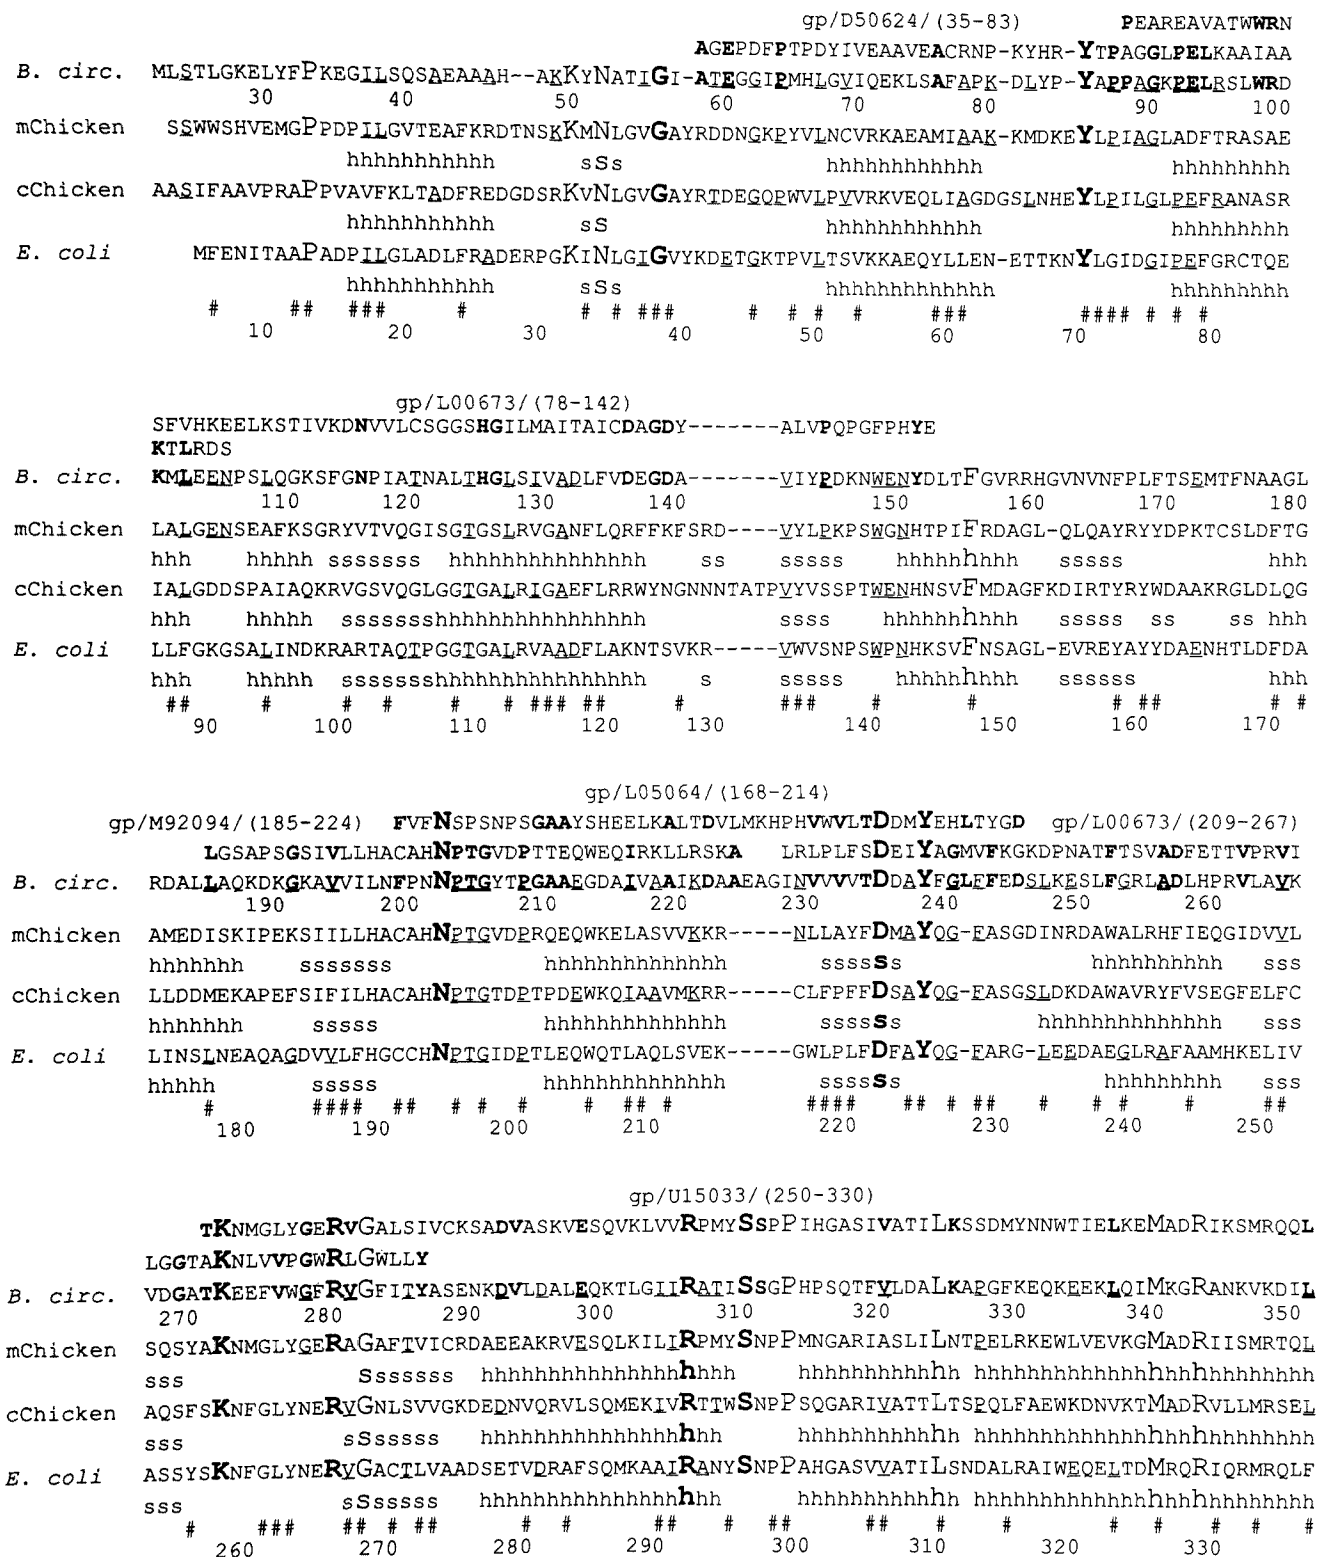 gp/D50624/(35-83) PEAREAVATWWRN
AGEPDFPTPDYIVEAAVEACRNP-KYHR-YTPAGGLPELKAAIAA
B. circ. MLSTLGKELYFPKEGILSQSAEAAAH--AKKYNATIGI-ATEGGIPMHLGVIQEKLSAFAPK-DLYP-YAPPAGKPELRSLWRD
30 40 50 60 70 80 90 100
mChicken SSWWSHVEMGPPDPILGVTEAFKRDTNSKKMNLGVGAYRDDNGKPYVLNCVRKAEAMIAAK-KMDKEYLPIAGLADFTRASAE
hhhhhhhhhhh sSs hhhhhhhhhhhh hhhhhhhhh
cChicken AASIFAAVPRAPPVAVFKLTADFREDGDSRKVNLGVGAYRTDEGQPWVLPVVRKVEQLIAGDGSLNHEYLPILGLPEFRANASR
hhhhhhhhhhh sS hhhhhhhhhhhh hhhhhhhhh
E. coli MFENITAAPADPILGLADLFRADERPGKINLGIGVYKDETGKTPVLTSVKKAEQYLLEN-ETTKNYLGIDGIPEFGRCTQE
hhhhhhhhhhh sSs hhhhhhhhhhhhh hhhhhhhhh
# ## ### # # # ### # # # # ### #### # # #
10 20 30 40 50 60 70 80
gp/L00673/(78-142)
SFVHKEELKSTIVKDNVVLCSGGSHGILMAITAICDAGDY-------ALVPQPGFPHYE
KTLRDS
B. circ. KMLEENPSLQGKSFGNPIATNALTHGLSIVADLFVDEGDA-------VIYPDKNWENYDLTFGVRRHGVNVNFPLFTSEMTFNAAGL
110 120 130 140 150 160 170 180
mChicken LALGENSEAFKSGRYVTVQGISGTGSLRVGANFLQRFFKFSRD-----VYLPKPSWGNHTPIFRDAGL-QLQAYRYYDPKTCSLDFTG
hhh hhhhh sssssss hhhhhhhhhhhhhhh ss sssss hhhhhhhhh sssss hhh
cChicken IALGDDSPAIAQKRVGSVQGLGGTGALRIGAEFLRRWYNGNNNTATPVYVSSPTWENHNSVFMDAGFKDIRTYRYWDAAKRGLDLQG
hhh hhhhh ssssssshhhhhhhhhhhhhhhh ssss hhhhhhhhh sssss ss ss hhh
E. coli LLFGKGSALINDKRARTAQTPGGTGALRVAADFLAKNTSVKR-----VWVSNPSWPNHKSVFNSAGL-EVREYAYYDAENHTLDFDA
hhh hhhhh ssssssshhhhhhhhhhhhhhhh s sssss hhhhhhhhh ssssss hhh
## # # # # # ### ## # ### # # # ## # #
90 100 110 120 130 140 150 160 170
gp/L05064/(168-214)
gp/M92094/(185-224) FVFNSPSNPSGAAYSHEELKALTDVLMKHPHVWVLTDDMYEHLTYGD gp/L00673/(209-267)
LGSAPSGSIVLLHACAHNPTGVDPTTEQWEQIRKLLRSKA LRLPLFSDEIYAGMVFKGKDPNATFTSVADFETTVPRVI
B. circ. RDALLLAQKDKGKAVVILNFPNNPTGYTPGAAEGDAIVAAIKDAAEAGINVVVVTDDAYFGLFFEDSLKESLFGRLADLHPRVLAVK
190 200 210 220 230 240 250 260
mChicken AMEDISKIPEKSIILLHACAHNPTGVDPRQEQWKELASVVKKR-----NLLAYFDMAYQG-FASGDINRDAWALRHFIEQGIDVVL
hhhhhhh sssssss hhhhhhhhhhhhhh ssssss hhhhhhhhhh sss
cChicken LLDDMEKAPEFSIFILHACAHNPTGTDPTPDEWKQIAAVMKRR-----CLFPFFDSAYQG-FASGSLDKDAWAVRYFVSEGFELFC
hhhhhhh sssss hhhhhhhhhhhhhh ssssss hhhhhhhhhhhhhh sss
E. coli LINSLNEAQAGDVVLFHGCCHNPTGIDPTLEQWQTLAQLSVEK-----GWLPLFDFAYQG-FARG-LEEDAEGLRAFAAMHKELIV
hhhhh sssss hhhhhhhhhhhhhh ssssss hhhhhhhhh sss
# #### ## # # # # ## # #### ## # ## # # # # ##
180 190 200 210 220 230 240 250
gp/U15033/(250-330)
TKNMGLYGERVGALSIVCKSADVASKVESQVKLVVRPMYSSPPIHGASIVATILKSSDMYNNWTIELKEMADRIKSMRQQL
LGGTAKNLVVPGWRLGWLLY
B. circ. VDGATKEEFVWGFRVGFITYASENKDVLDALEQKTLGIIRATISSGPHPSQTFVLDALKAPGFKEQKEEKLQIMKGRANKVKDIL
270 280 290 300 310 320 330 340 350
mChicken SQSYAKNMGLYGERAGAFTVICRDAEEAKRVESQLKILIRPMYSNPPMNGARIASLILNTPELRKEWLVEVKGMADRIISMRTQL
sss Sssssss hhhhhhhhhhhhhhhhhh hhhhhhhhhhhh hhhhhhhhhhhhhhhhhhhhhhhhh
cChicken AQSFSKNFGLYNERVGNLSVVGKDEDNVQRVLSQMEKIVRTTWSNPPSQGARIVATTLTSPQLFAEWKDNVKTMADRVLLMRSEL
sss sSsssss hhhhhhhhhhhhhhhhhh hhhhhhhhhhhh hhhhhhhhhhhhhhhhhhhhhhhhh
E. coli ASSYSKNFGLYNERVGACTLVAADSETVDRAFSQMKAAIRANYSNPPAHGASVVATILSNDALRAIWEQELTDMRQRIQRMRQLF
sss sSsssss hhhhhhhhhhhhhhhhhh hhhhhhhhhhhh hhhhhhhhhhhhhhhhhhhhhhhhh
# ### ## # ## # # ## # ## ## # # # # # # #
260 270 280 290 300 310 320 330